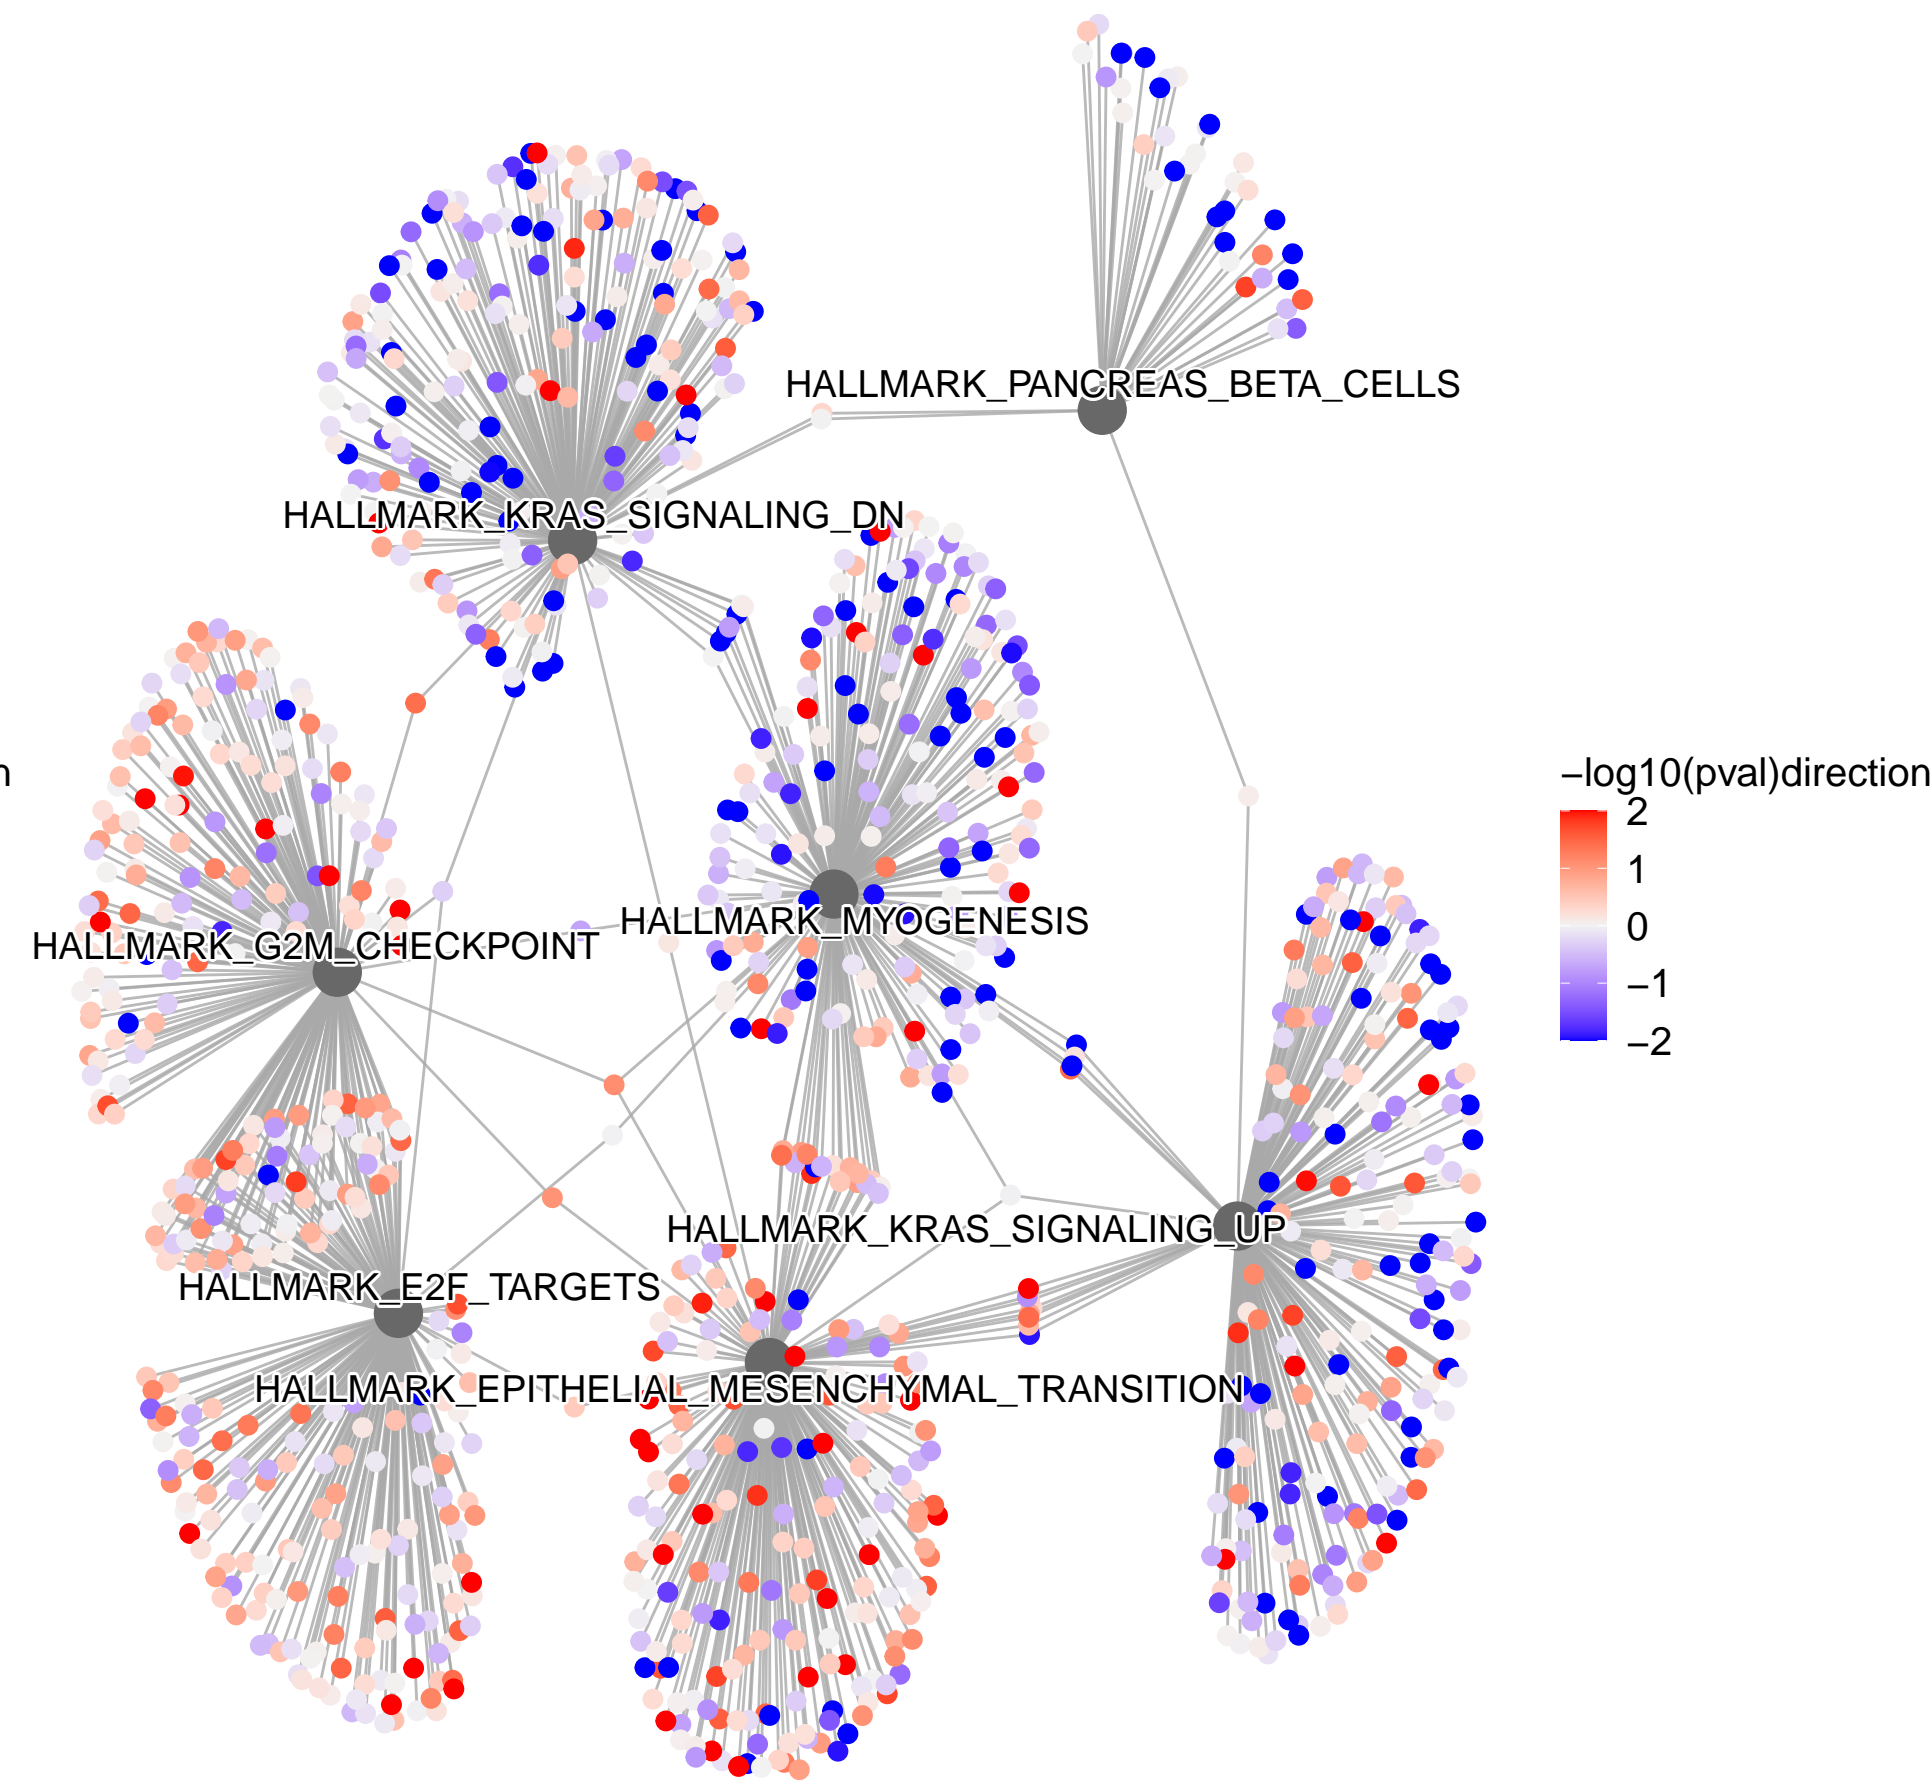 HALLMARK_PANCREAS_BETA_CELLS
HALLMARK_KRAS_SIGNALING_DN
n
–log10(pval)direction
2
1
0
–1
–2
HALLMARK_MYOGENESIS
HALLMARK_G2M_CHECKPOINT
HALLMARK_KRAS_SIGNALING_UP
HALLMARK_E2F_TARGETS
HALLMARK_EPITHELIAL_MESENCHYMAL_TRANSITION